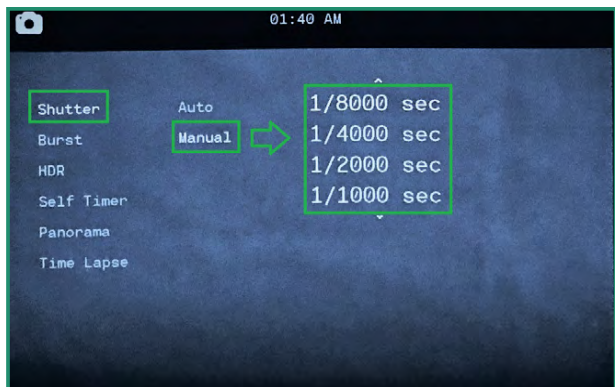 01:40 AM
Shutter
Burst
HDR
Self Timer
Panorama
Time Lapse
Auto
Manual
1/8000 sec
1/4000 sec
1/2000 sec
1/1000 sec